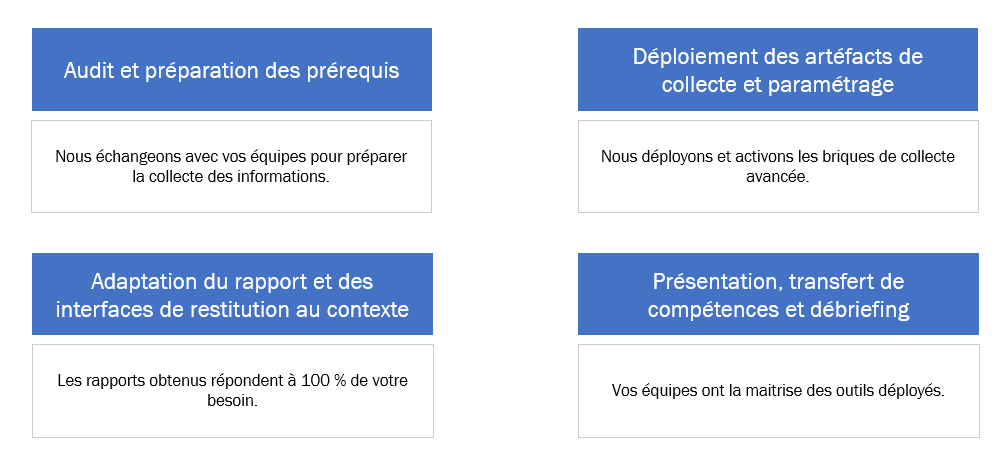 Audit et préparation des prérequis
Nous échangeons avec vos équipes pour préparer
la collecte des informations.
Déploiement des artéfacts de
collecte et paramétrage
Nous déployons et activons les briques de collecte
avancée.
Adaptation du rapport et des
interfaces de restitution au contexte
Les rapports obtenus répondent à 100 % de votre
besoin.
Présentation, transfert de
compétences et débriefing
Vos équipes ont la maitrise des outils déployés.